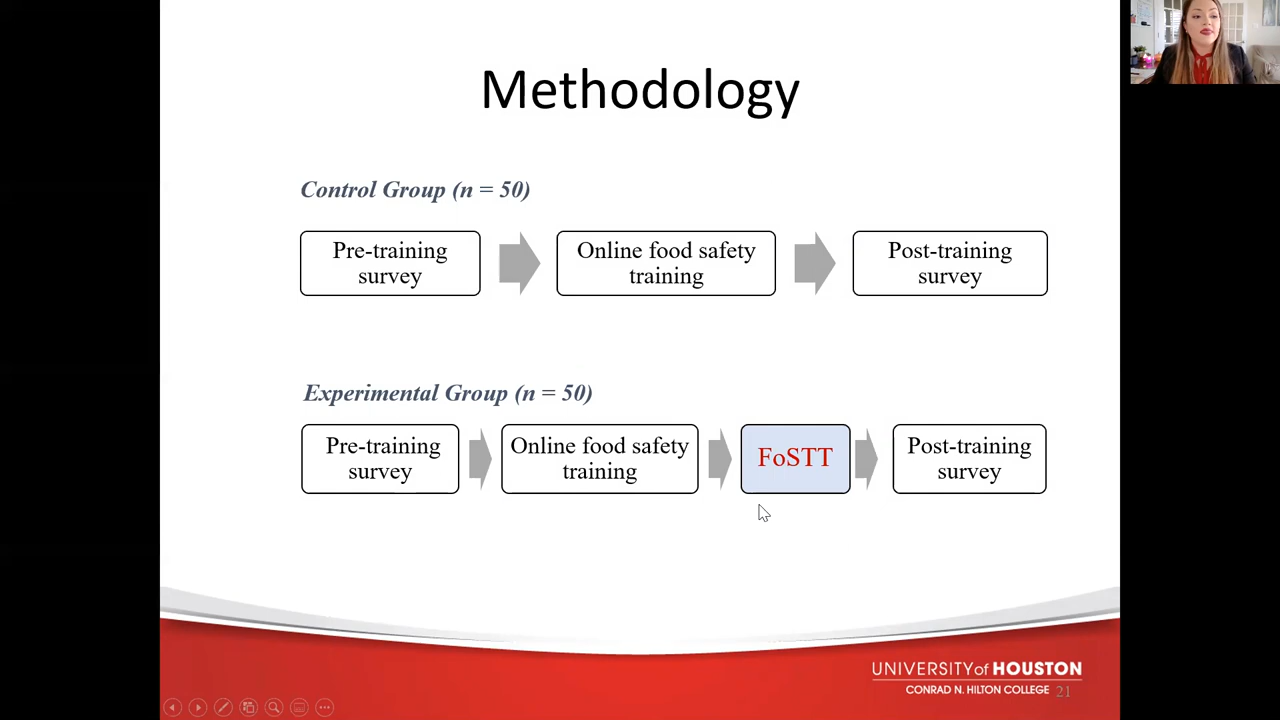 Methodology
Control Group (n = 50)
Pre-training
survey
Online food safety
training
Post-training
survey
Experimental Group (n = 50)
Pre-training
survey
Online food safety
training
FoSTT
Post-training
survey
UNIVERSITY of HOUSTON
CONRAD N. HILTON COLLEGE
21